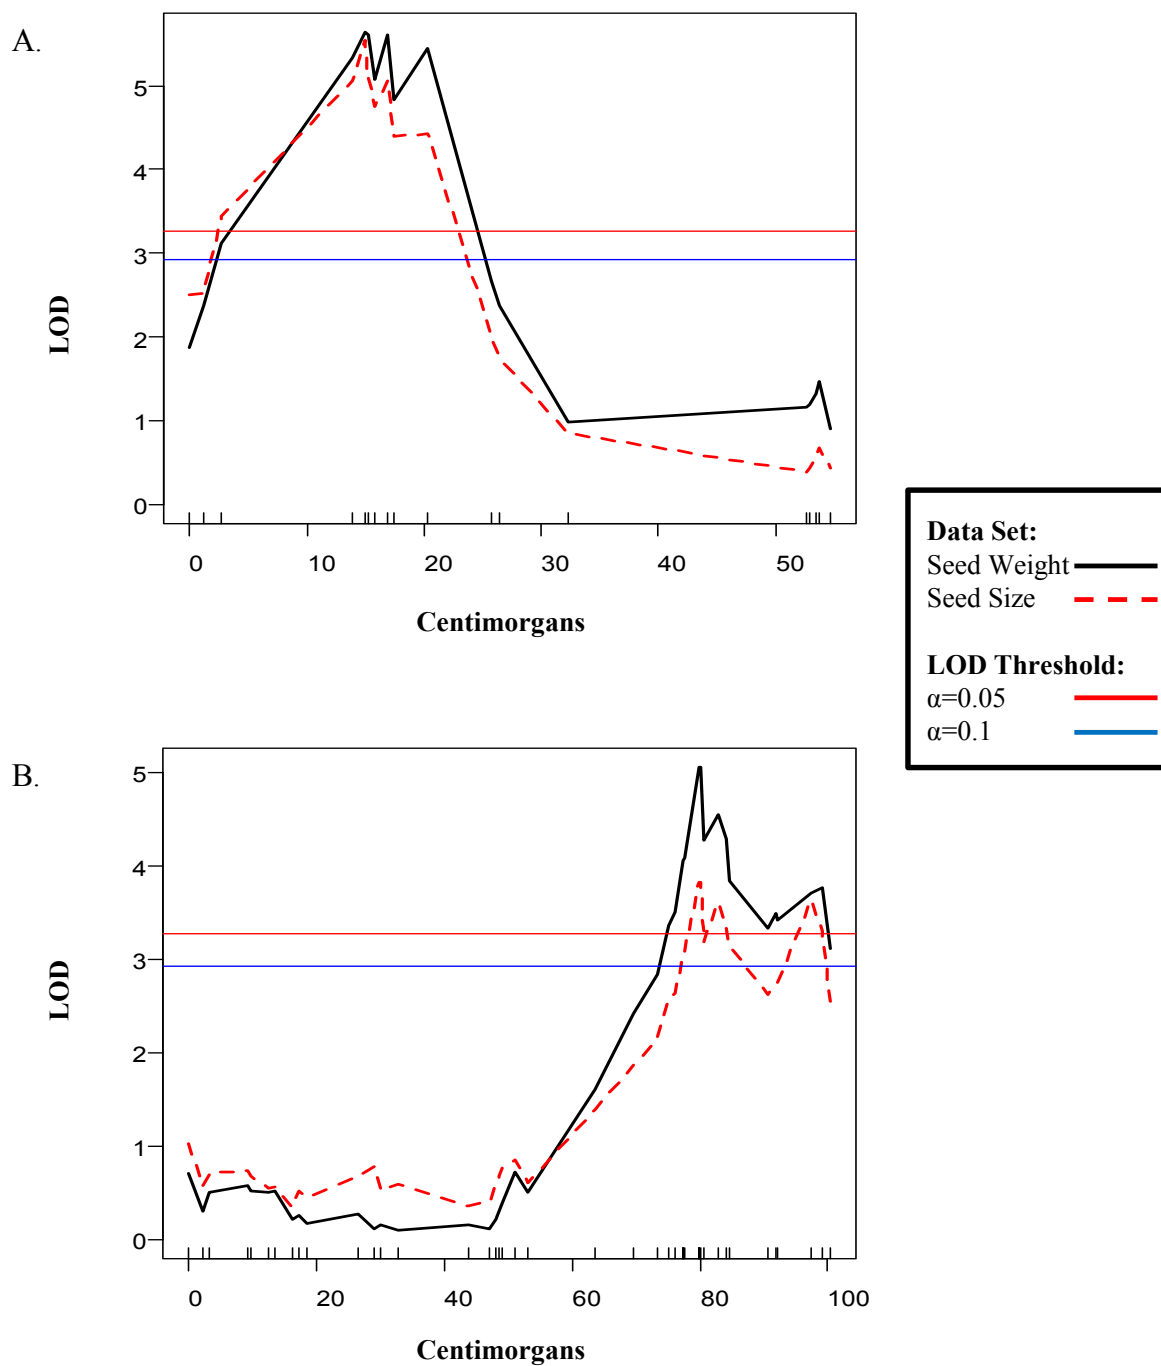 A.
5
4
3
2
1
0
LOD
0 10 20 30 40 50
Centimorgans
Data Set:
Seed Weight
Seed Size
LOD Threshold:
α=0.05
α=0.1
B.
5
4
3
2
1
0
LOD
0 20 40 60 80 100
Centimorgans